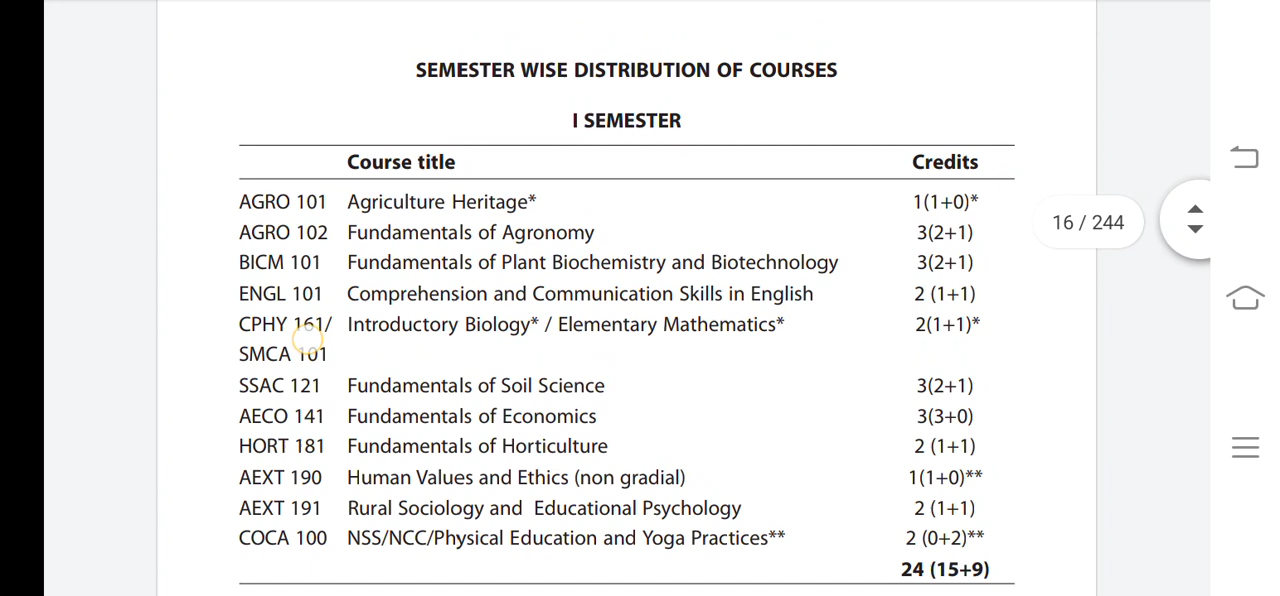 SEMESTER WISE DISTRIBUTION OF COURSES
I SEMESTER
Course title Credits
AGRO 101 Agriculture Heritage* 1(1+0)*
AGRO 102 Fundamentals of Agronomy 3(2+1)
BICM 101 Fundamentals of Plant Biochemistry and Biotechnology 3(2+1)
ENGL 101 Comprehension and Communication Skills in English 2 (1+1)
CPHY 161/ Introductory Biology* / Elementary Mathematics* 2(1+1)*
SMCA 101
SSAC 121 Fundamentals of Soil Science 3(2+1)
AECO 141 Fundamentals of Economics 3(3+0)
HORT 181 Fundamentals of Horticulture 2 (1+1)
AEXT 190 Human Values and Ethics (non gradial) 1(1+0)**
AEXT 191 Rural Sociology and Educational Psychology 2 (1+1)
COCA 100 NSS/NCC/Physical Education and Yoga Practices** 2 (0+2)**
24 (15+9)
16 / 244